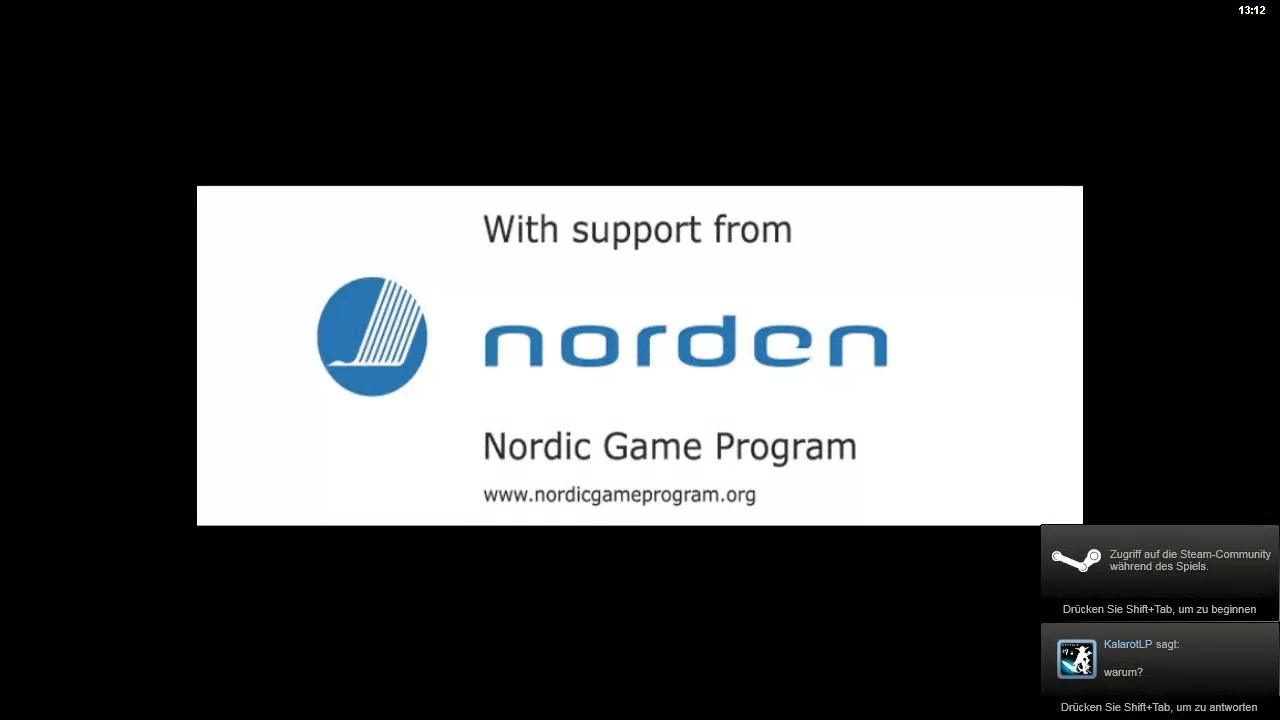 13:12
With support from
norden
Nordic Game Program
www.nordicgameprogram.org
Zugriff auf die Steam-Community
während des Spiels.
Drücken Sie Shift+Tab, um zu beginnen
KalarotLP sagt:
warum?
Drücken Sie Shift+Tab, um zu antworten